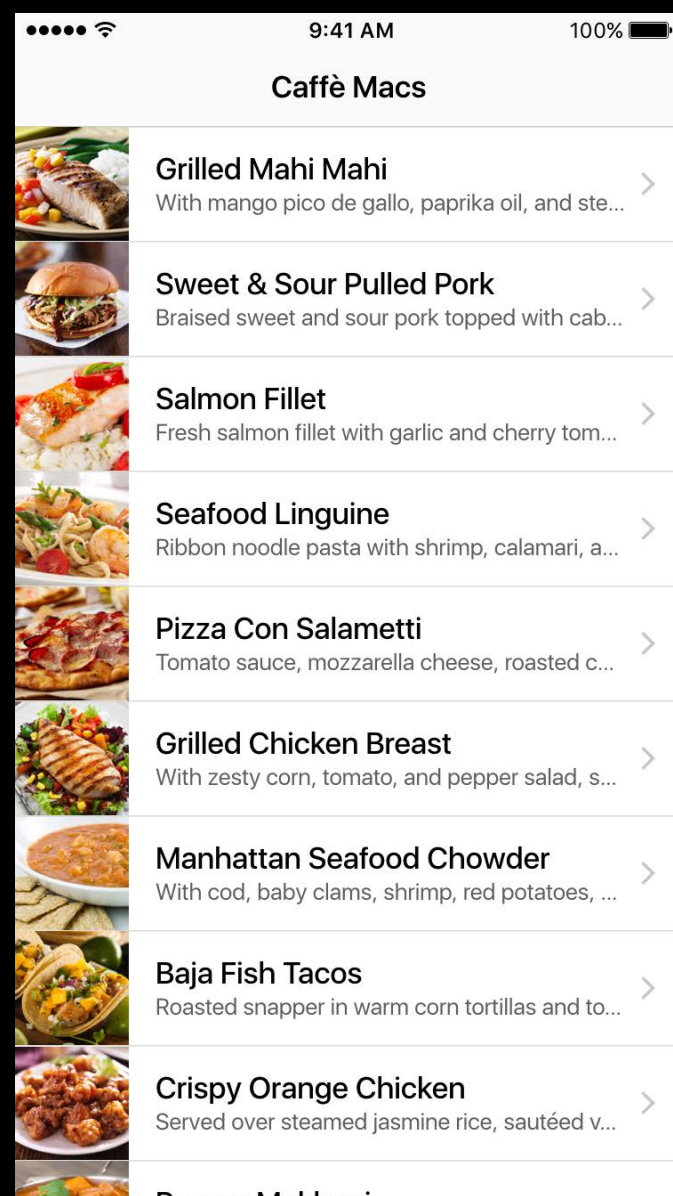 9:41 AM 100%
Caffè Macs
Grilled Mahi Mahi
With mango pico de gallo, paprika oil, and ste...
Sweet & Sour Pulled Pork
Braised sweet and sour pork topped with cab...
Salmon Fillet
Fresh salmon fillet with garlic and cherry tom...
Seafood Linguine
Ribbon noodle pasta with shrimp, calamari, a...
Pizza Con Salametti
Tomato sauce, mozzarella cheese, roasted c...
Grilled Chicken Breast
With zesty corn, tomato, and pepper salad, s...
Manhattan Seafood Chowder
With cod, baby clams, shrimp, red potatoes, ...
Baja Fish Tacos
Roasted snapper in warm corn tortillas and to...
Crispy Orange Chicken
Served over steamed jasmine rice, sautéed v...